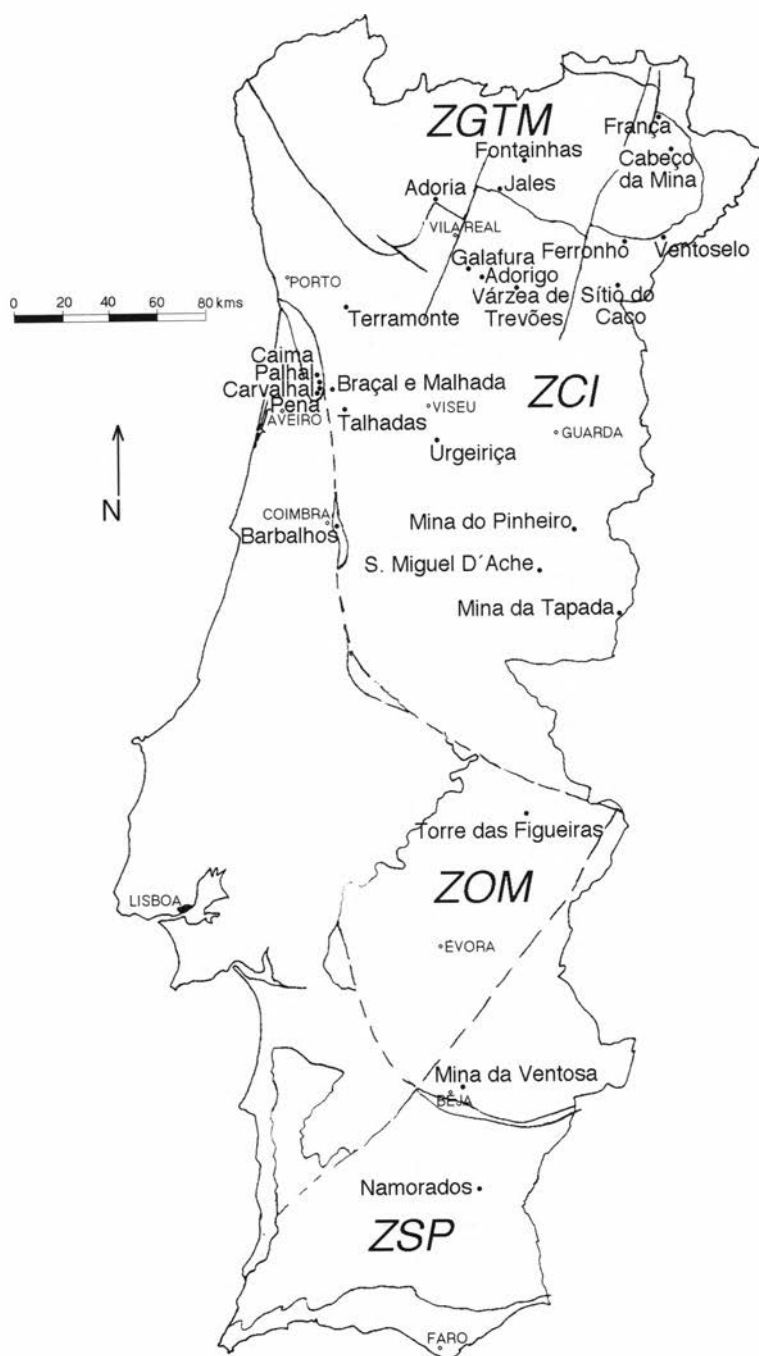 ZGTM
França
Fontainhas
Cabeço
da Mina
Jales
Adoria
VILA REAL
Galafura
Ferronho
Ventoselo
Adorigo
PORTO
Várzea de
Trevões
Sítio do
Caco
0 20 40 60 80 kms
Terramonte
Caima
Palhal
Carvalhal
Pena
Braçal e Malhada
ZCI
AVEIRO
Talhadas
VISEU
GUARDA
Urgeiriça
N
COIMBRA
Barbalhos
Mina do Pinheiro
S. Miguel D´Ache
Mina da Tapada
Torre das Figueiras
ZOM
LISBOA
ÉVORA
Mina da Ventosa
BEJA
Namorados
ZSP
FARO